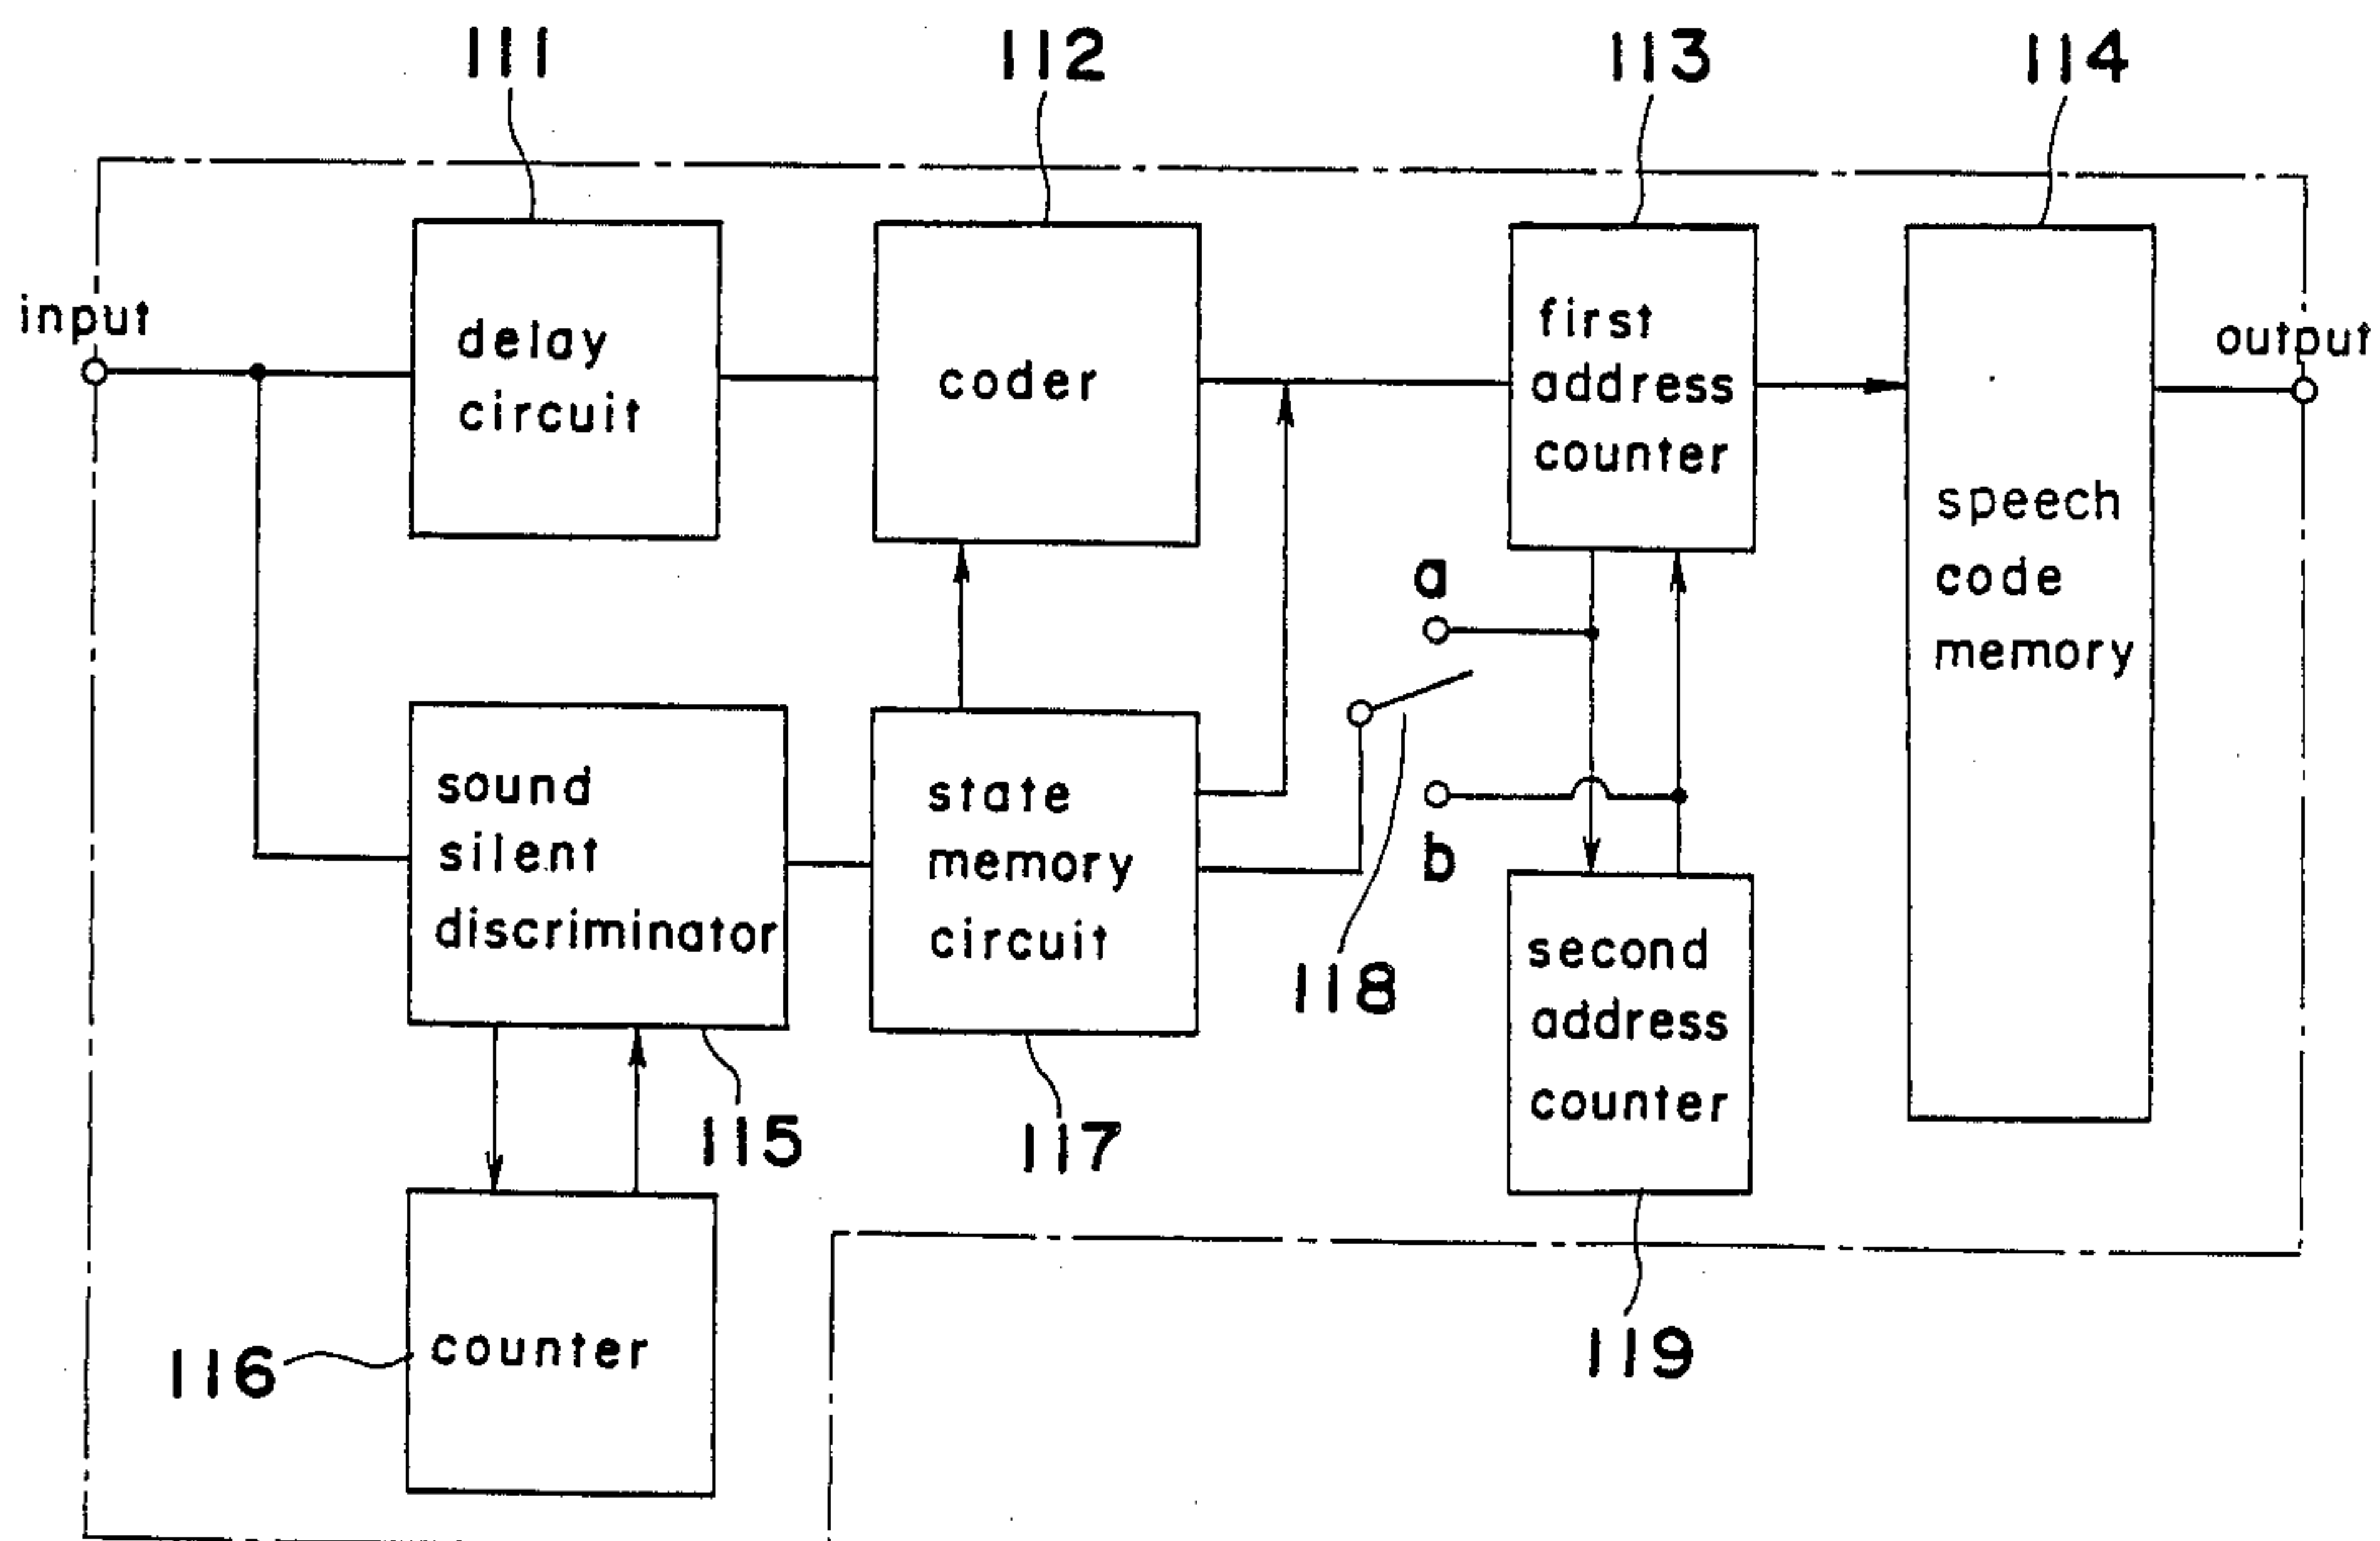 111
112
113
114
input
delay
circuit
coder
first
address
counter
speech
code
memory
output
a
b
sound
silent
discriminator
state
memory
circuit
118
second
address
counter
115
117
counter
116
119